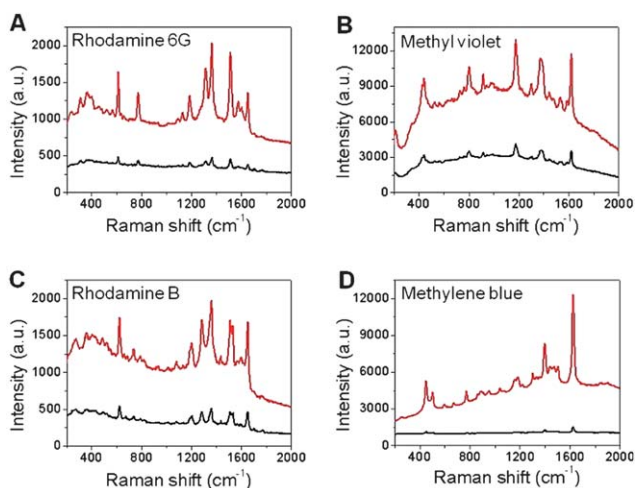 A
Rhodamine 6G
2000
1500
1000
500
0
Intensity (a.u.)
400 800 1200 1600 2000
Raman shift (cm⁻¹)
B
Methyl violet
12000
9000
6000
3000
0
Intensity (a.u.)
400 800 1200 1600 2000
Raman shift (cm⁻¹)
C
Rhodamine B
2000
1500
1000
500
0
Intensity (a.u.)
400 800 1200 1600 2000
Raman shift (cm⁻¹)
D
Methylene blue
12000
9000
6000
3000
0
Intensity (a.u.)
400 800 1200 1600 2000
Raman shift (cm⁻¹)